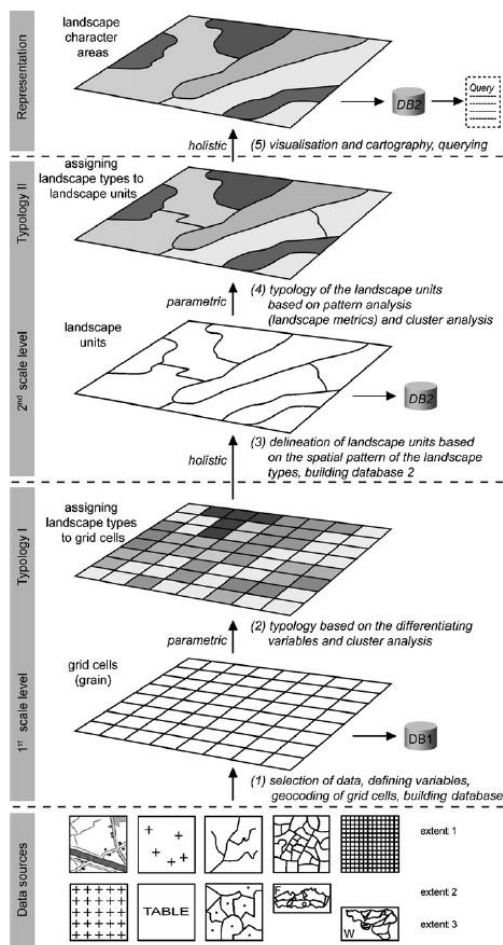 Representation
landscape
character
areas
DB2
Query
holistic
(5) visualisation and cartography, querying
Typology II
assigning
landscape types to
landscape units
parametric
(4) typology of the landscape units
based on pattern analysis
(landscape metrics) and cluster analysis
2nd scale level
landscape
units
DB2
holistic
(3) delineation of landscape units based
on the spatial pattern of the landscape
types, building database 2
Typology I
assigning
landscape types
to grid cells
parametric
(2) typology based on the differentiating
variables and cluster analysis
1st scale level
grid cells
(grain)
DB1
(1) selection of data, defining variables,
geocoding of grid cells, building database
Data sources
extent 1
TABLE
F
extent 2
W
extent 3